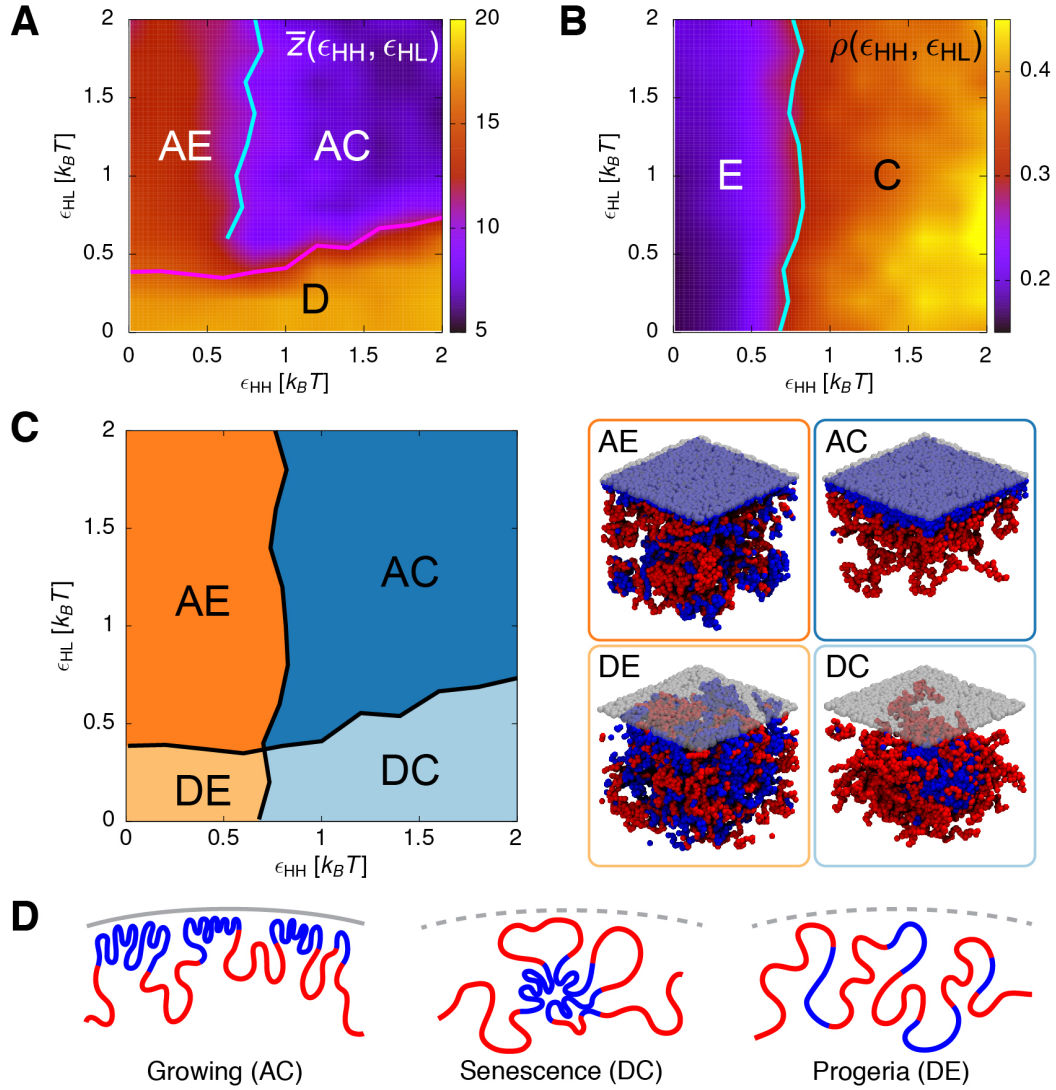 A
z̄(ϵHH, ϵHL)
AE
AC
D
2
1.5
1
0.5
0
ϵHL [kBT]
0
0.5
1
1.5
2
ϵHH [kBT]
20
15
10
5
B
ρ(ϵHH, ϵHL)
E
C
2
1.5
1
0.5
0
ϵHL [kBT]
0
0.5
1
1.5
2
ϵHH [kBT]
0.4
0.3
0.2
C
AE
AC
DE
DC
2
1.5
1
0.5
0
ϵHL [kBT]
0
0.5
1
1.5
2
ϵHH [kBT]
AE
AC
DE
DC
D
Growing (AC)
Senescence (DC)
Progeria (DE)